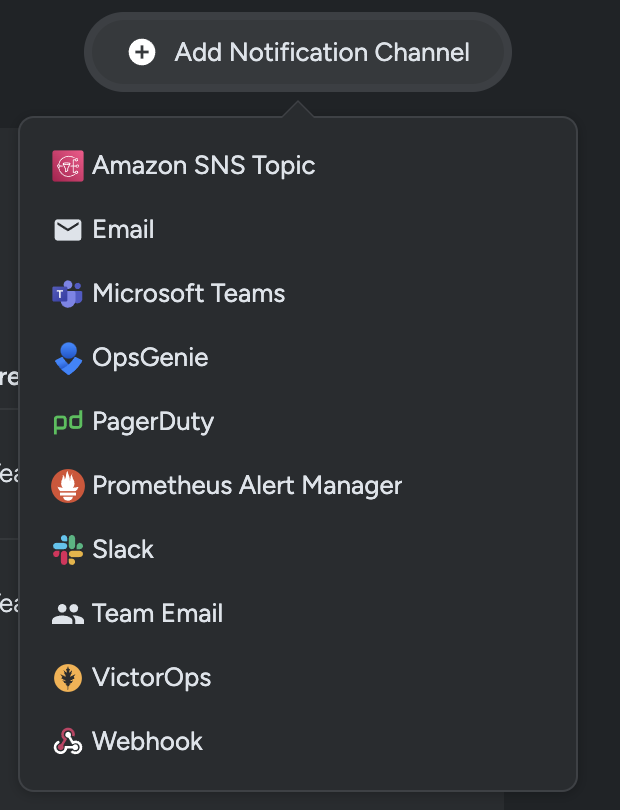 Add Notification Channel
Amazon SNS Topic
Email
Microsoft Teams
OpsGenie
pd PagerDuty
Prometheus Alert Manager
Slack
Team Email
VictorOps
Webhook